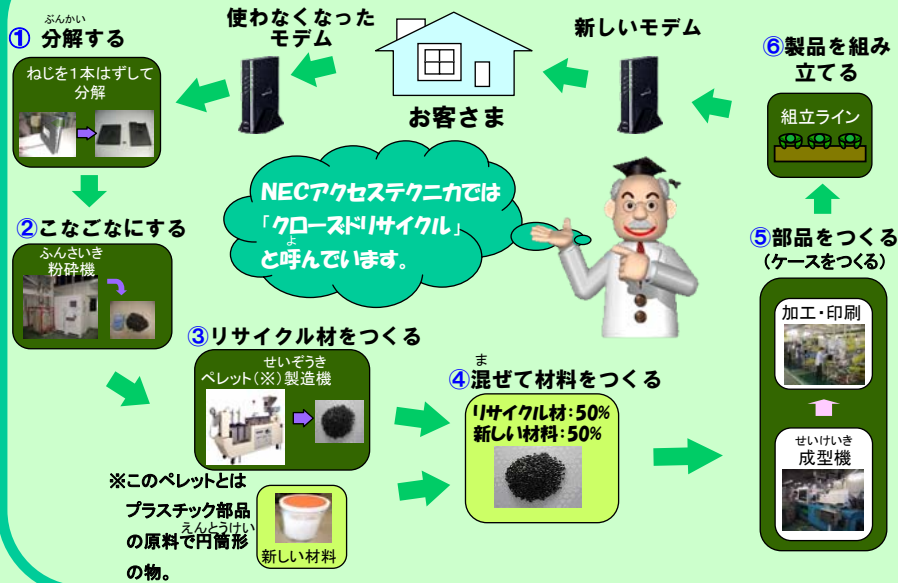 使わなくなった
モデム
新しいモデム
お客さま
ぶんかい
① 分解する
ねじを1本はずして
分解
②こなごなにする
ふんさいき
粉砕機
NECアクセステクニカでは
「クローズドリサイクル」
よ
と呼んでいます。
③リサイクル材をつくる
せいぞうき
ペレット(※)製造機
※このペレットとは
プラスチック部品
えんとうけい
の原料で円筒形
の物。
新しい材料
ま
④混ぜて材料をつくる
リサイクル材:50%
新しい材料:50%
⑤部品をつくる
(ケースをつくる)
加工・印刷
せいけいき
成型機
⑥製品を組み
立てる
組立ライン